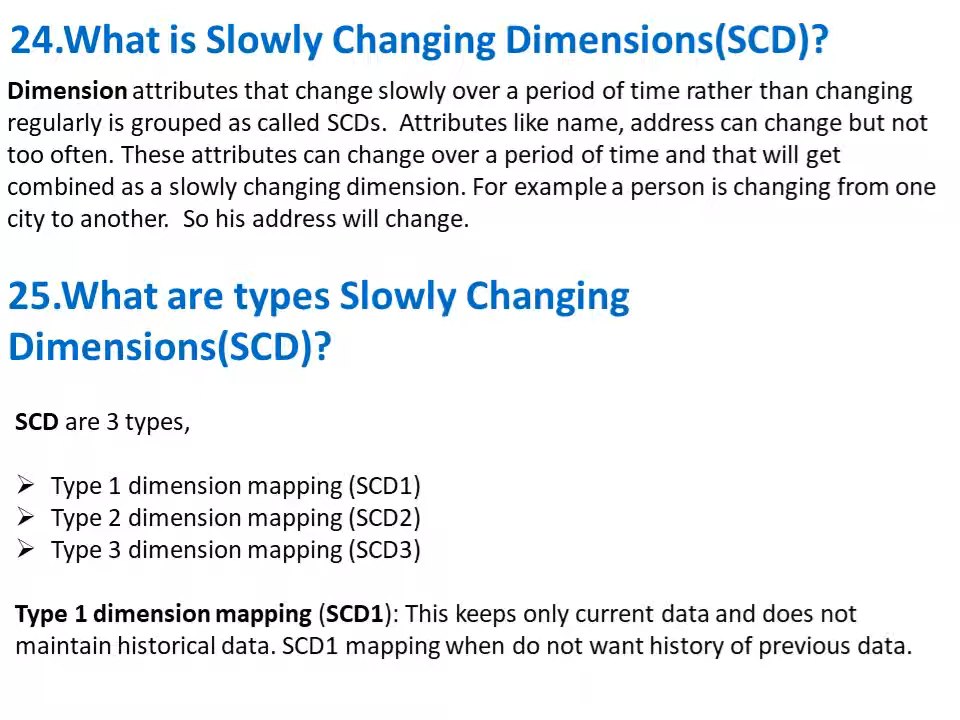 24.What is Slowly Changing Dimensions(SCD)?
Dimension attributes that change slowly over a period of time rather than changing
regularly is grouped as called SCDs.  Attributes like name, address can change but not
too often. These attributes can change over a period of time and that will get
combined as a slowly changing dimension. For example a person is changing from one
city to another.  So his address will change.
25.What are types Slowly Changing
Dimensions(SCD)?
SCD are 3 types,
➢ Type 1 dimension mapping (SCD1)
➢ Type 2 dimension mapping (SCD2)
➢ Type 3 dimension mapping (SCD3)
Type 1 dimension mapping (SCD1): This keeps only current data and does not
maintain historical data. SCD1 mapping when do not want history of previous data.